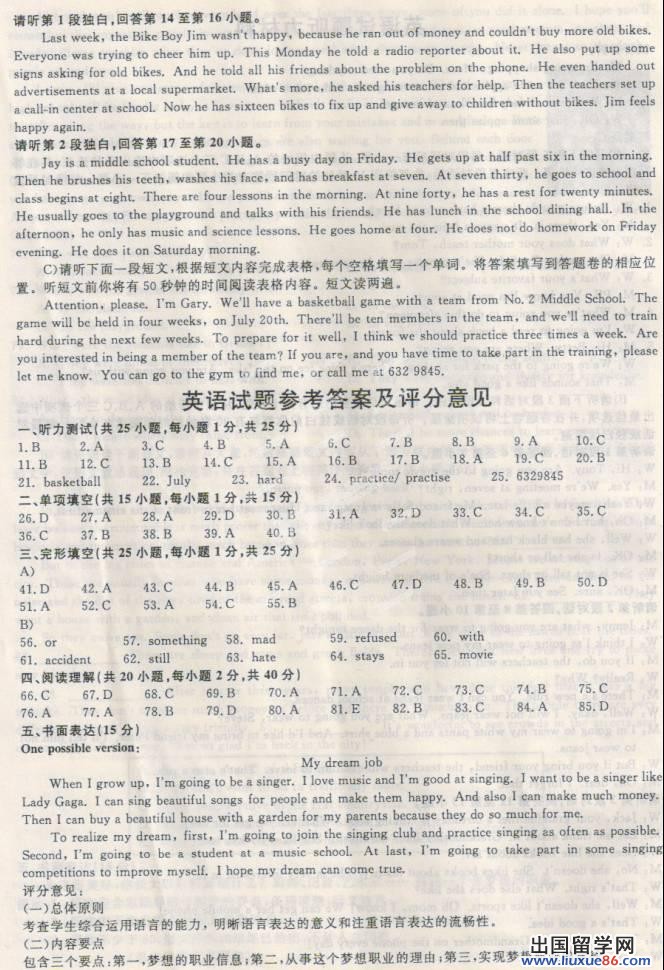 请听第1段独白,回答第14至第16小题。
Last week, the Bike Boy Jim wasn't happy, because he ran out of money and couldn't buy more old bikes.
Everyone was trying to cheer him up. This Monday he told a radio reporter about it. He also put up some
signs asking for old bikes. And he told all his friends about the problem on the phone. He even handed out
advertisements at a local supermarket. What's more, he asked his teachers for help. Then the teachers set up
a call-in center at school. Now he has sixteen bikes to fix up and give away to children without bikes. Jim feels
happy again.
请听第2段独白,回答第17至第20小题。
Jay is a middle school student. He has a busy day on Friday. He gets up at half past six in the morning.
Then he brushes his teeth, washes his face, and has breakfast at seven. At seven thirty, he goes to school and
class begins at eight. There are four lessons in the morning. At nine forty, he has a rest for twenty minutes.
He usually goes to the playground and talks with his friends. He has lunch in the school dining hall. In the
afternoon, he only has music and science lessons. He goes home at four. He does not do homework on Friday
evening. He does it on Saturday morning.
C)请听下面一段短文,根据短文内容完成表格,每个空格填写一个单词。将答案填写到答题卷的相应位
置。听短文前你将有50秒钟的时间阅读表格内容。短文读两遍。
Attention, please. I'm Gary. We'll have a basketball game with a team from No. 2 Middle School. The
game will be held in four weeks, on July 20th. There'll be ten members in the team, and we'll need to train
hard during the next few weeks. To prepare for it well, I think we should practice three times a week. Are
you interested in being a member of the team? If you are, and you have time to take part in the training, please
let me know. You can go to the gym to find me, or call me at 632 9845.
英语试题参考答案及评分意见
一、听力测试(共25小题,每小题1分,共25分)
1. B 2. A 3. C 4. B 5. A 6. C 7. B 8. B 9. A 10. C
11. B 12. C 13. B 14. C 15. A 16. B 17. B 18. A 19. C 20. B
21. basketball 22. July 23. hard 24. practice/ practise 25. 6329845
二、单项填空(共15小题,每小题1分,共15分)
26. D 27. A 28. A 29. D 30. B 31. A 32. D 33. C 34. C 35. C
36. C 37. B 38. B 39. A 40. B
三、完形填空(共25小题,每小题1分,共25分)
A)
41. D 42. A 43. C 44. B 45. A 46. C 47. D 48. B 49. B 50. D
51. A 52. C 53. A 54. C 55. B
B)
56. or 57. something 58. mad 59. refused 60. with
61. accident 62. still 63. hate 64. stays 65. movie
四、阅读理解(共20小题,每小题2分,共40分)
66. C 67. D 68. C 69. B 70. A 71. A 72. C 73. C 74. B 75. C
76. A 77. A 78. B 79. D 80. A 81. E 82. B 83. C 84. A 85. D
五、书面表达(15分)
One possible version:
My dream job
When I grow up, I'm going to be a singer. I love music and I'm good at singing. I want to be a singer like
Lady Gaga. I can sing beautiful songs for people and make them happy. And also I can make much money.
Then I can buy a beautiful house with a garden for my parents because they do so much for me.
To realize my dream, first, I'm going to join the singing club and practice singing as often as possible.
Second, I'm going to be a student at a music school. At last, I'm going to take part in some singing
competitions to improve myself. I hope my dream can come true.
评分意见:
(一)总体原则
考查学生综合运用语言的能力,明晰语言表达的意义和注重语言表达的流畅性。
(二)内容要点
包含三个要点:第一,梦想的职业信息;第二,从事这个梦想职业的理由;第三,实现梦想
出国留学网
www.liuxue86.com